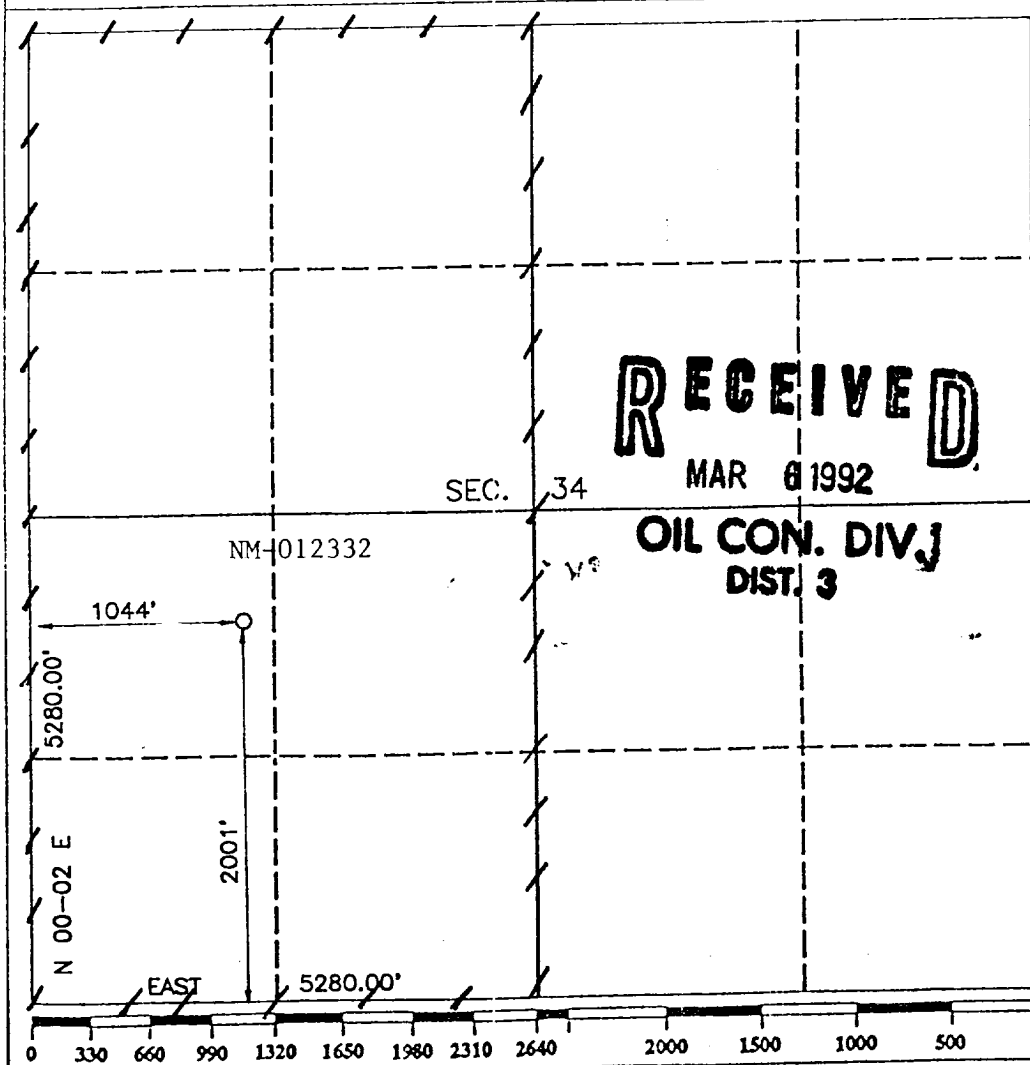 RECEIVED
MAR 6 1992
OIL CON. DIV.
DIST. 3
SEC. 34
NM-012332
1044'
5280.00'
2001'
N 00-02 E
EAST 5280.00'
0 330 660 990 1320 1650 1980 2310 2640 2000 1500 1000 500